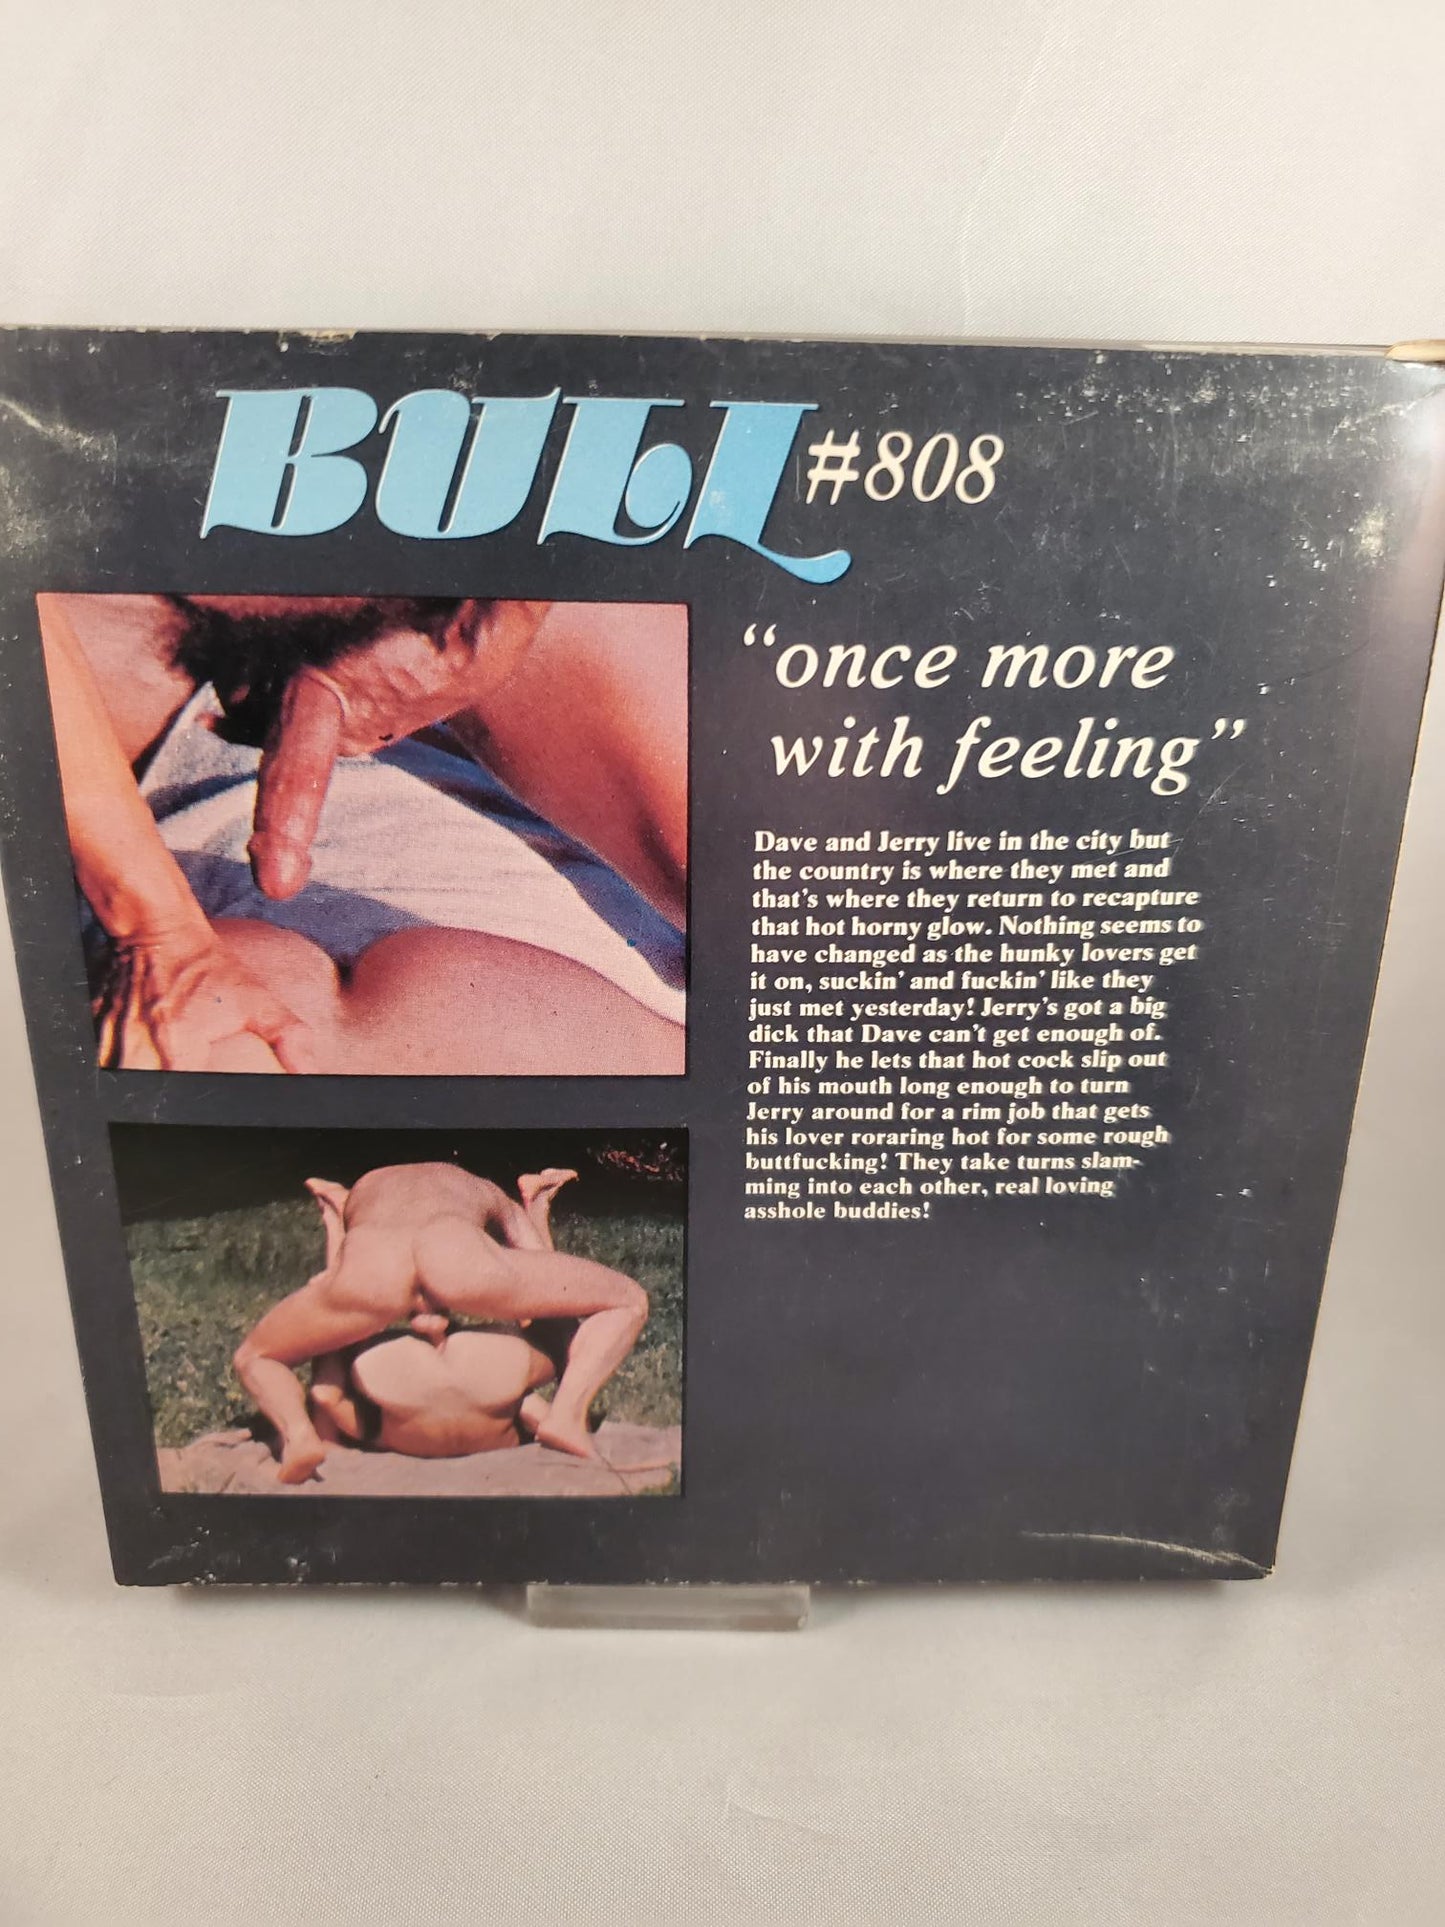 BULL #808
"once more
with feeling"
Dave and Jerry live in the city but
the country is where they met and
that's where they return to recapture
that hot horny glow. Nothing seems to
have changed as the hunky lovers get
it on, suckin' and fuckin' like they
just met yesterday! Jerry's got a big
dick that Dave can't get enough of.
Finally he lets that hot cock slip out
of his mouth long enough to turn
Jerry around for a rim job that gets
his lover roraring hot for some rough
buttfucking! They take turns slam-
ming into each other, real loving
asshole buddies!